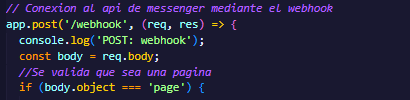 // Conexion al api de messenger mediante el webhook
app.post('/webhook', (req, res) => {
  console.log('POST: webhook');
  const body = req.body;
  //Se valida que sea una pagina
  if (body.object === 'page') {